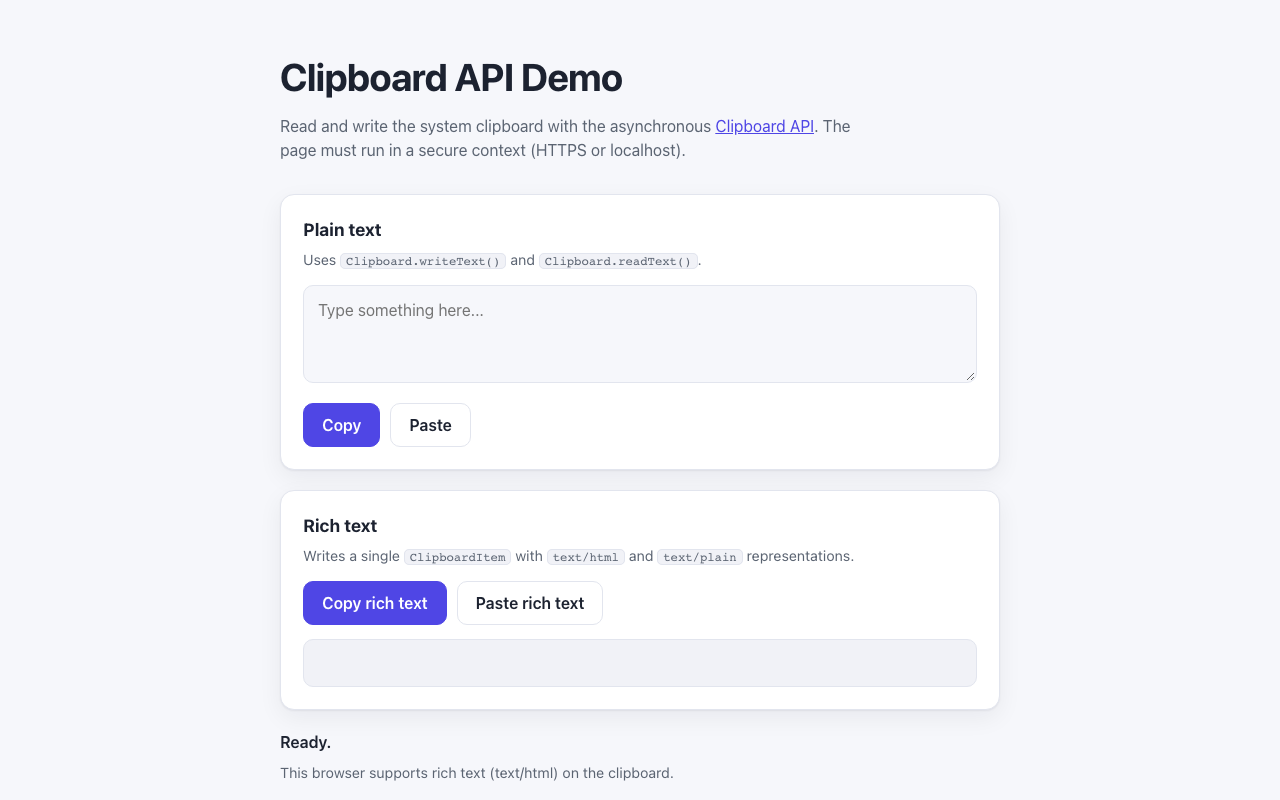 Clipboard API Demo
Read and write the system clipboard with the asynchronous Clipboard API. The
page must run in a secure context (HTTPS or localhost).
Plain text
Uses Clipboard.writeText() and Clipboard.readText().
Type something here...
Copy Paste
Rich text
Writes a single ClipboardItem with text/html and text/plain representations.
Copy rich text Paste rich text
Ready.
This browser supports rich text (text/html) on the clipboard.